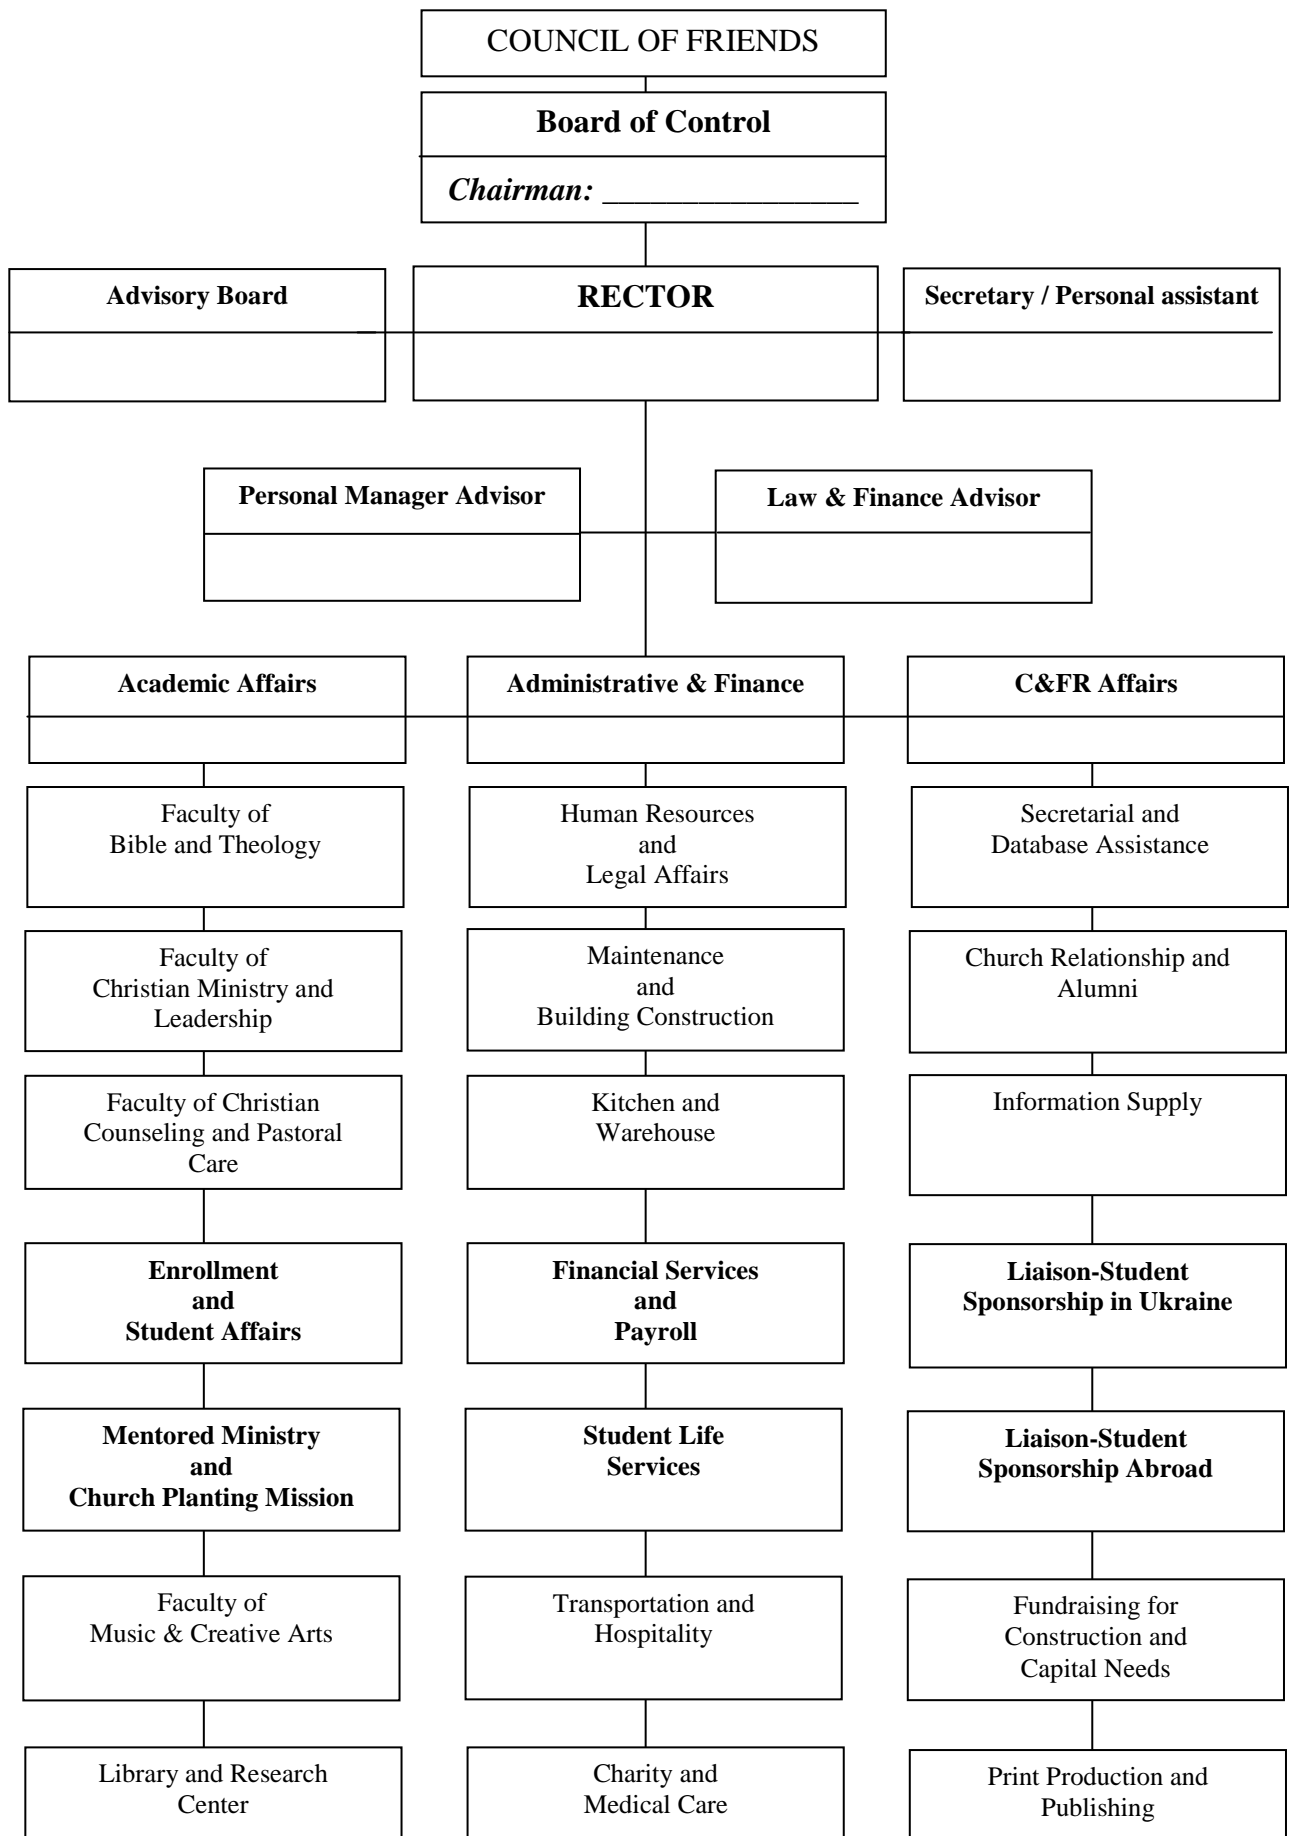 COUNCIL OF FRIENDS
Board of Control
Chairman: ________________
Advisory Board
RECTOR
Secretary / Personal assistant
Personal Manager Advisor
Law & Finance Advisor
Academic Affairs
Administrative & Finance
C&FR Affairs
Faculty of
Bible and Theology
Human Resources
and
Legal Affairs
Secretarial and
Database Assistance
Faculty of
Christian Ministry and
Leadership
Maintenance
and
Building Construction
Church Relationship and
Alumni
Faculty of Christian
Counseling and Pastoral
Care
Kitchen and
Warehouse
Information Supply
Enrollment
and
Student Affairs
Financial Services
and
Payroll
Liaison-Student
Sponsorship in Ukraine
Mentored Ministry
and
Church Planting Mission
Student Life
Services
Liaison-Student
Sponsorship Abroad
Faculty of
Music & Creative Arts
Transportation and
Hospitality
Fundraising for
Construction and
Capital Needs
Library and Research
Center
Charity and
Medical Care
Print Production and
Publishing